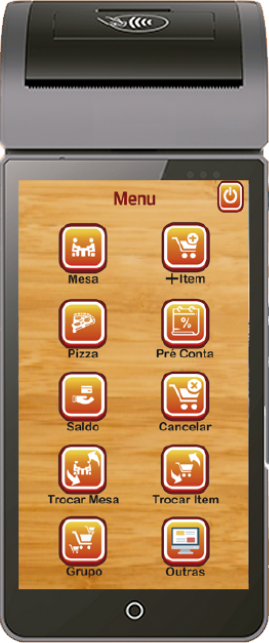 Menu
Mesa
+Item
Pizza
Pré Conta
%
Saldo
Cancelar
Trocar Mesa
Trocar Item
Grupo
Outras